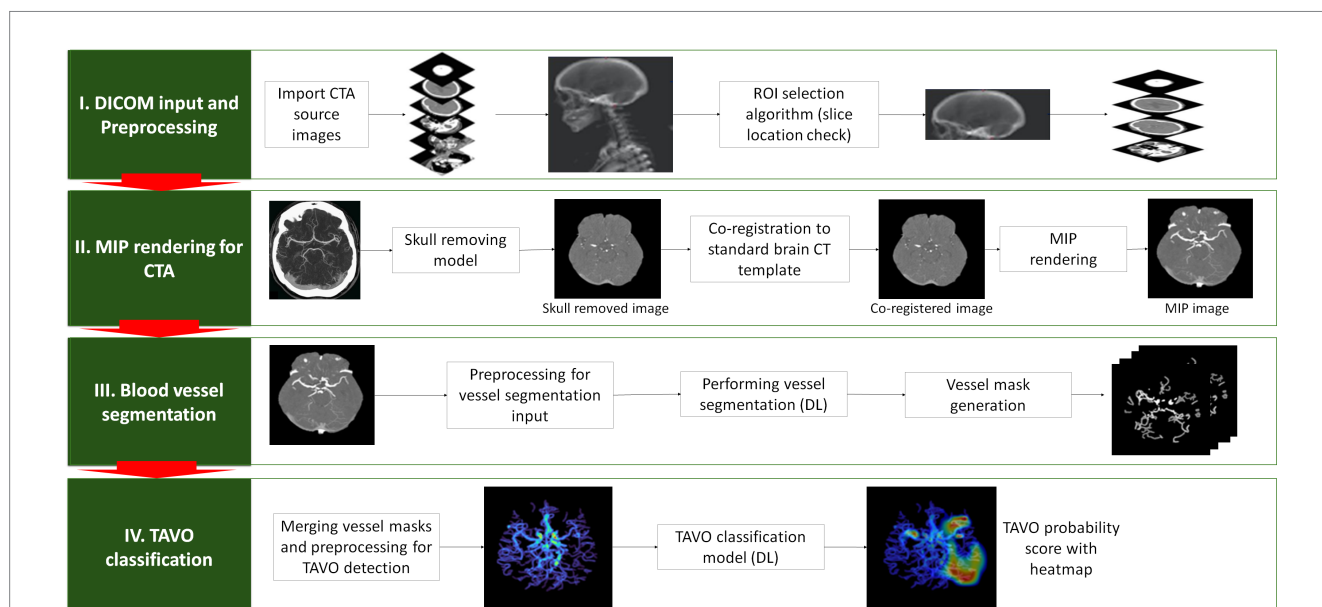 I. DICOM input and
Preprocessing
Import CTA
source
images
ROI selection
algorithm (slice
location check)
II. MIP rendering for
CTA
Skull removing
model
Skull removed image
Co-registration to
standard brain CT
template
Co-registered image
MIP
rendering
MIP image
III. Blood vessel
segmentation
Preprocessing for
vessel segmentation
input
Performing vessel
segmentation (DL)
Vessel mask
generation
IV. TAVO
classification
Merging vessel masks
and preprocessing for
TAVO detection
TAVO classification
model (DL)
TAVO probability
score with
heatmap